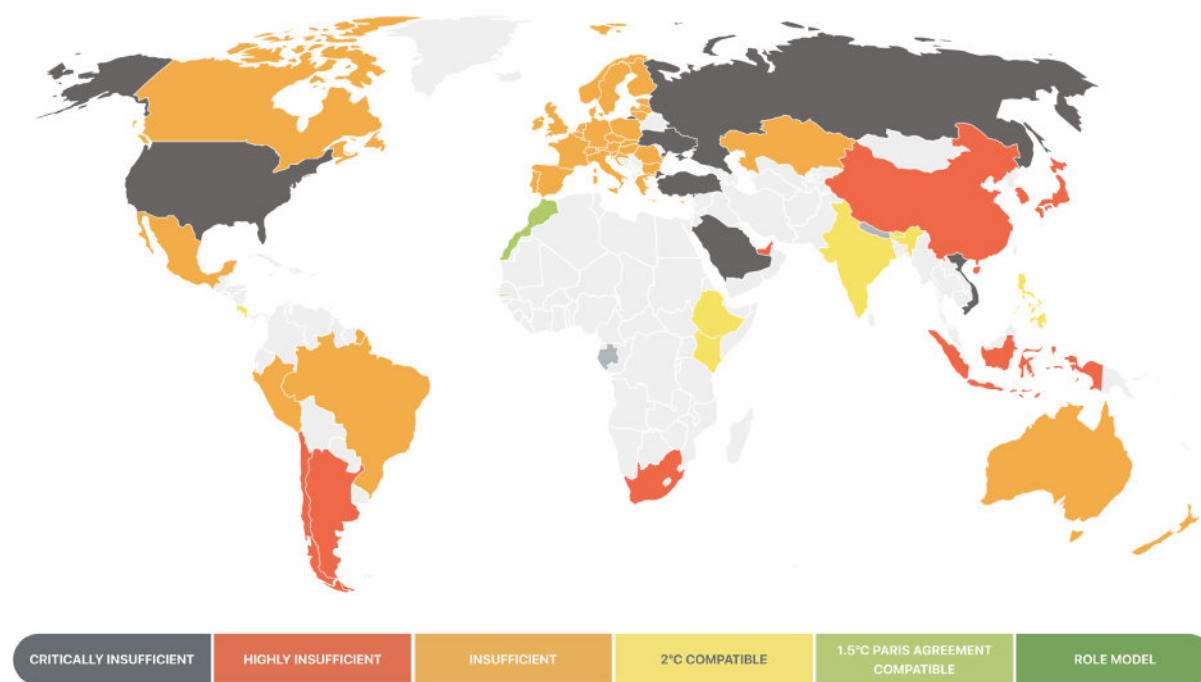 CRITICALLY INSUFFICIENT
HIGHLY INSUFFICIENT
INSUFFICIENT
2°C COMPATIBLE
1.5°C PARIS AGREEMENT
COMPATIBLE
ROLE MODEL